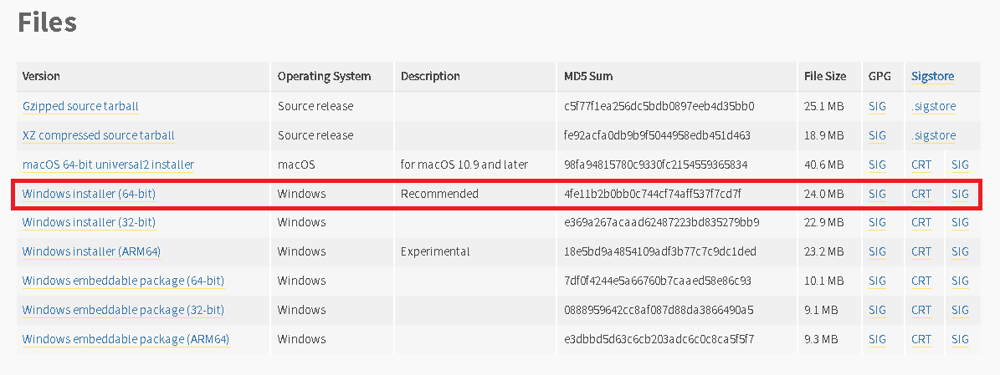 Files
Version Operating System Description MD5 Sum File Size GPG Sigstore
Gzipped source tarball Source release c5f77f1ea256dc5bdb0897eeb4d35bb0 25.1 MB SIG .sigstore
XZ compressed source tarball Source release fe92acfa0db9b9f5044958edb451d463 18.9 MB SIG .sigstore
macOS 64-bit universal2 installer macOS for macOS 10.9 and later 98fa94815780c9330fc2154559365834 40.6 MB SIG CRT SIG
Windows installer (64-bit) Windows Recommended 4fe11b2b0bb0c744cf74aff537f7cd7f 24.0 MB SIG CRT SIG
Windows installer (32-bit) Windows e369a267acaad62487223bd835279bb9 22.9 MB SIG CRT SIG
Windows installer (ARM64) Windows Experimental 18e5bd9a4854109adf3b77c7c9dc1ded 23.2 MB SIG CRT SIG
Windows embeddable package (64-bit) Windows 7df0f4244e5a66760b7caaed58e86c93 10.1 MB SIG CRT SIG
Windows embeddable package (32-bit) Windows 0888959642cc8af087d88da3866490a5 9.1 MB SIG CRT SIG
Windows embeddable package (ARM64) Windows e3dbbd5d63c6cb203adc6c0c8ca5f5f7 9.3 MB SIG CRT SIG